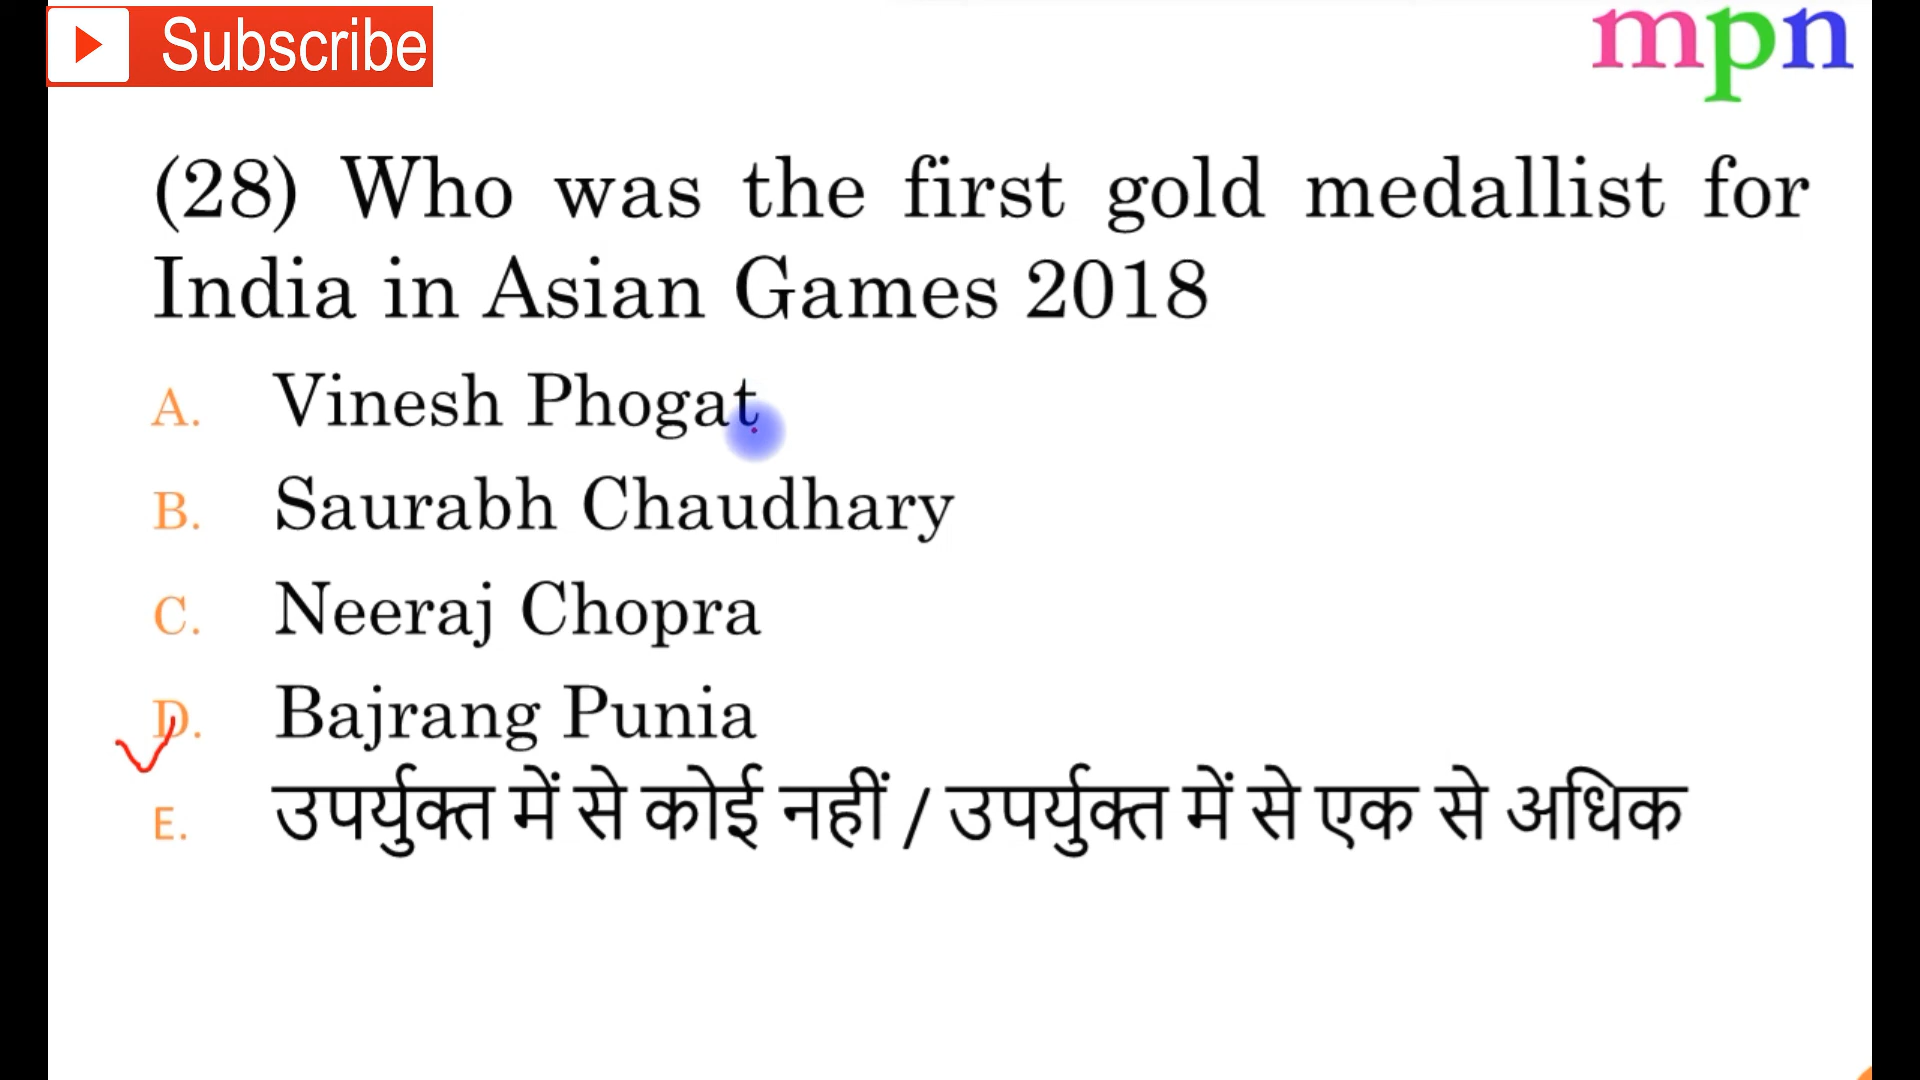 Subscribe
mpn
(28) Who was the first gold medallist for
India in Asian Games 2018
A. Vinesh Phogat
B. Saurabh Chaudhary
C. Neeraj Chopra
D. Bajrang Punia
E. उपर्युक्त में से कोई नहीं / उपर्युक्त में से एक से अधिक